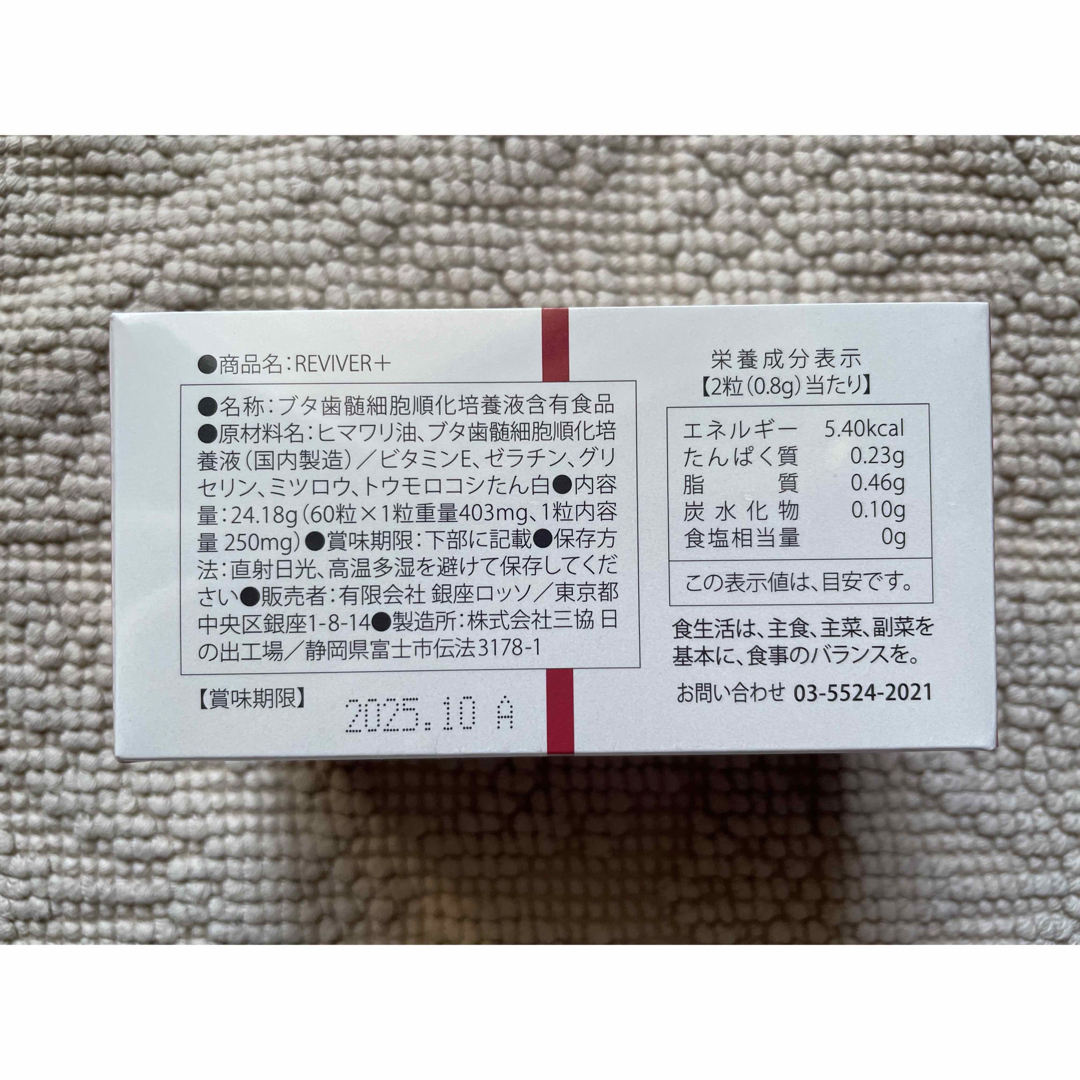 ●商品名:REVIVER＋
●名称:ブタ歯髄細胞順化培養液含有食品
●原材料名:ヒマワリ油、ブタ歯髄細胞順化培
養液(国内製造)／ビタミンE、ゼラチン、グリ
セリン、ミツロウ、トウモロコシたん白●内容
量:24.18g(60粒×1粒重量403mg、1粒内容
量250mg)●賞味期限:下部に記載●保存方
法:直射日光、高温多湿を避けて保存してくだ
さい●販売者:有限会社 銀座ロッソ／東京都
中央区銀座1-8-14●製造所:株式会社三協 日
の出工場／静岡県富士市伝法3178-1
【賞味期限】 2025.10 A
栄養成分表示
【2粒(0.8g)当たり】
エネルギー 5.40kcal
たんぱく質 0.23g
脂質 0.46g
炭水化物 0.10g
食塩相当量 0g
この表示値は、目安です。
食生活は、主食、主菜、副菜を
基本に、食事のバランスを。
お問い合わせ 03-5524-2021